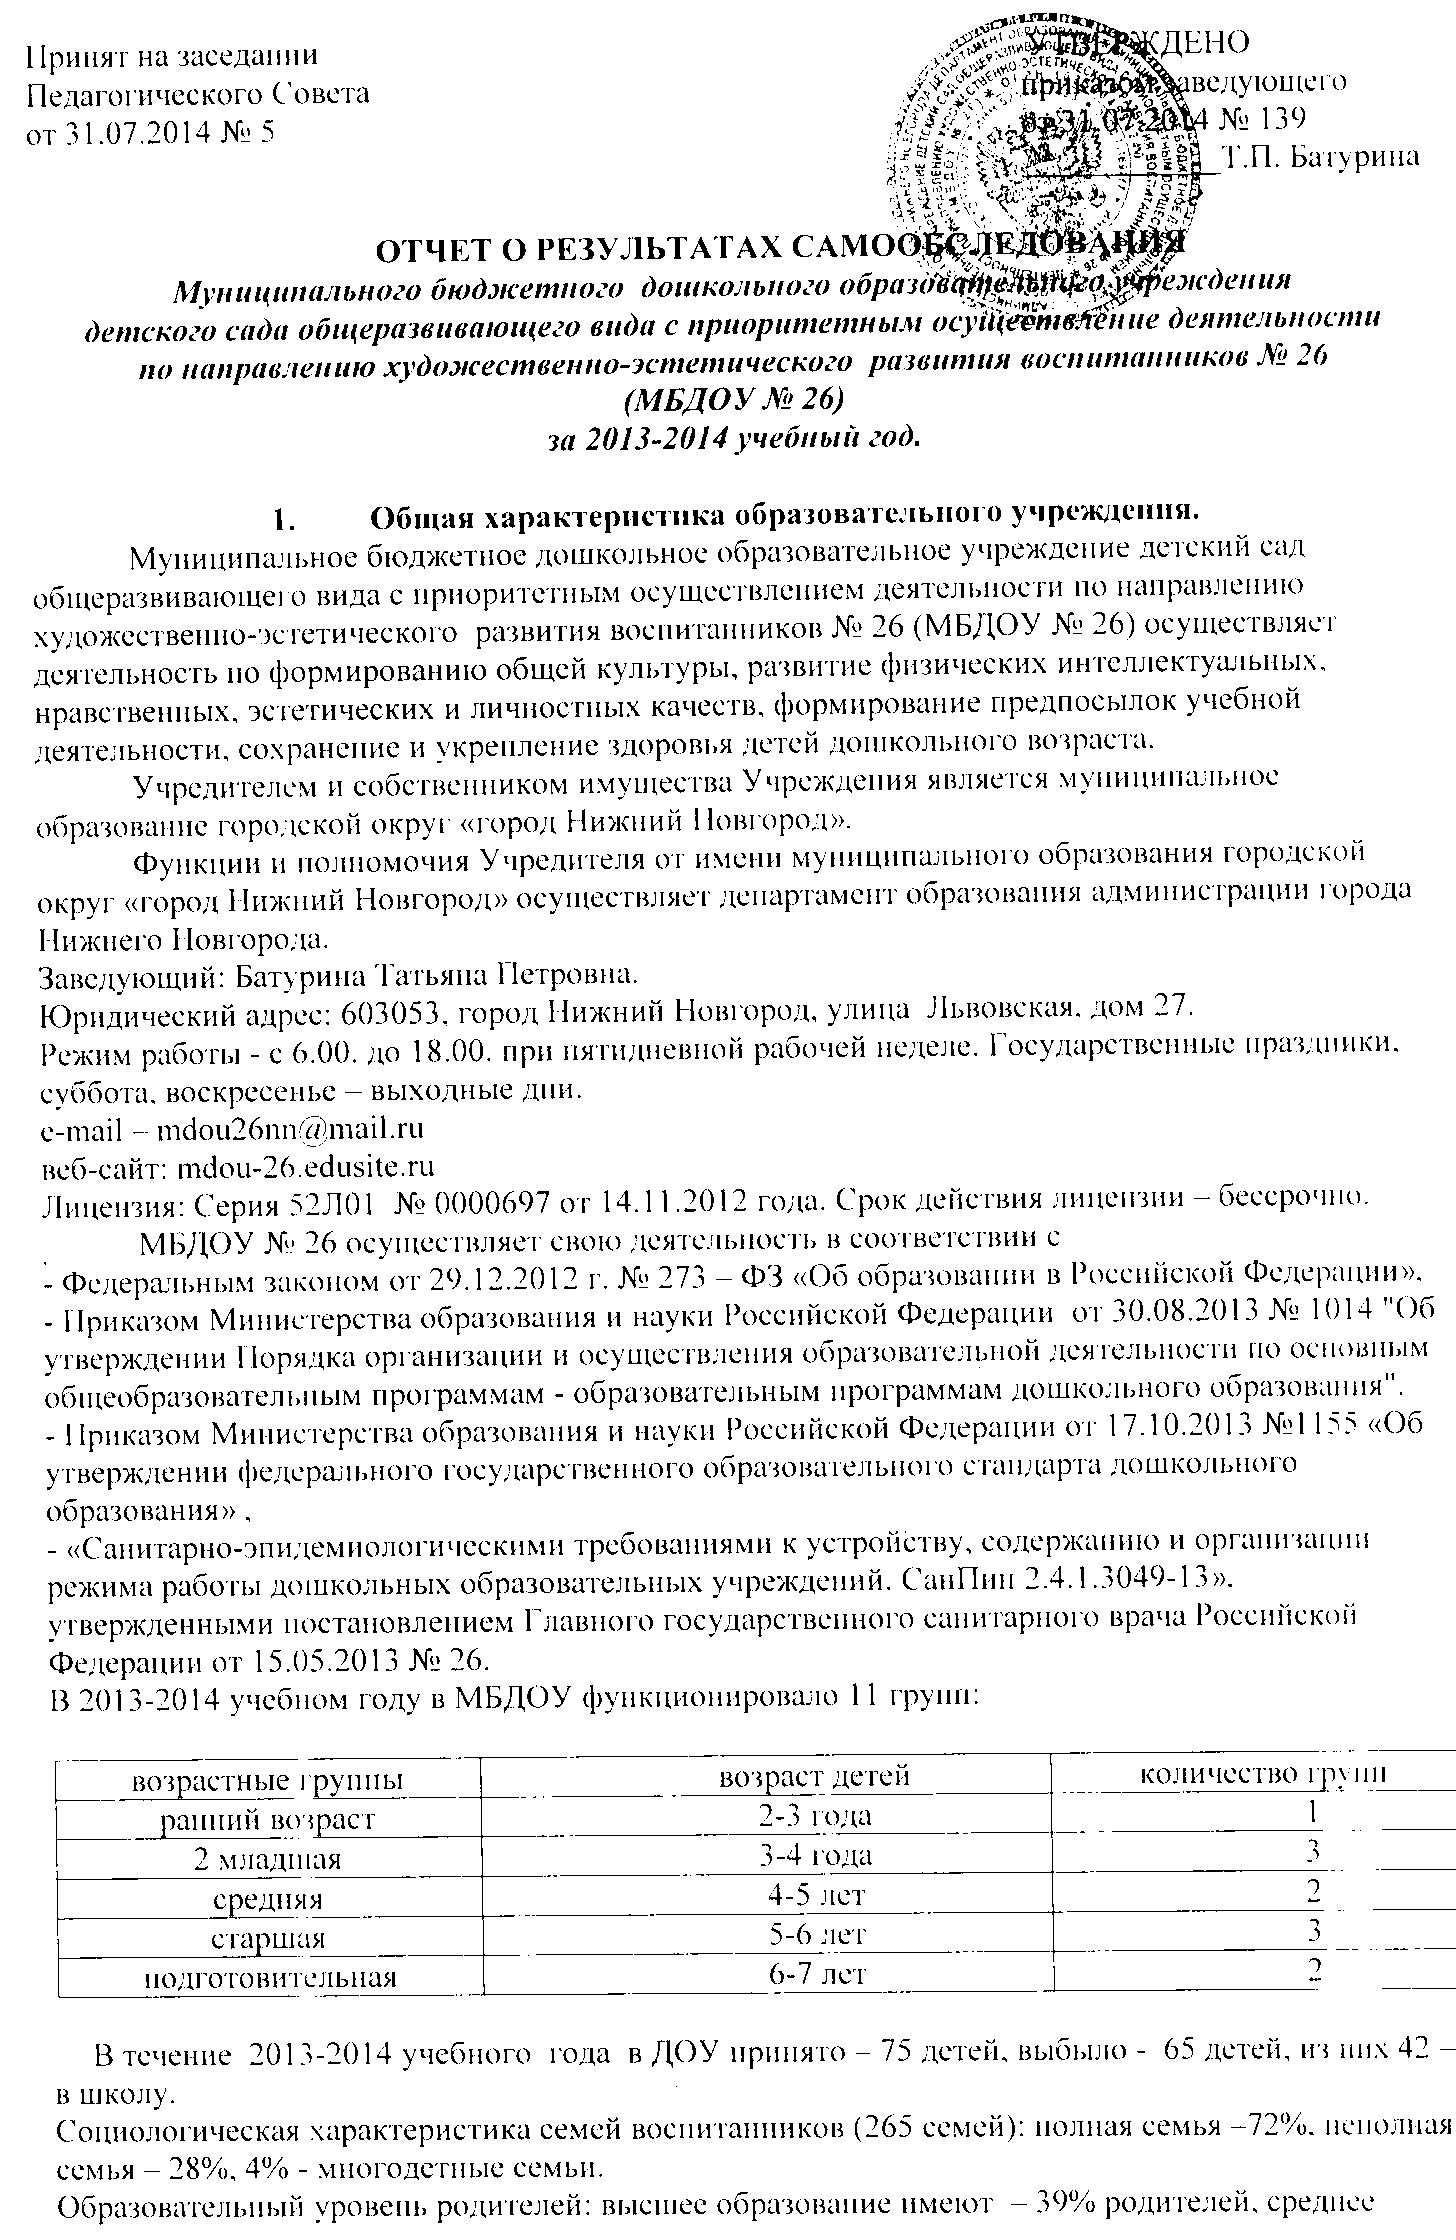 Принят на заседании
Педагогического Совета
от 31.07.2014 № 5
УТВЕРЖДЕНО
приказом заведующего
от 31.07.2014 № 139
Т.П. Батурина
ОТЧЕТ О РЕЗУЛЬТАТАХ САМООБСЛЕДОВАНИЯ
Муниципального бюджетного дошкольного образовательного учреждения
детского сада общеразвивающего вида с приоритетным осуществление деятельности
по направлению художественно-эстетического развития воспитанников № 26
(МБДОУ № 26)
за 2013-2014 учебный год.
1. Общая характеристика образовательного учреждения.
Муниципальное бюджетное дошкольное образовательное учреждение детский сад
общеразвивающего вида с приоритетным осуществлением деятельности по направлению
художественно-эстетического развития воспитанников № 26 (МБДОУ № 26) осуществляет
деятельность по формированию общей культуры, развитие физических интеллектуальных,
нравственных, эстетических и личностных качеств, формирование предпосылок учебной
деятельности, сохранение и укрепление здоровья детей дошкольного возраста.
Учредителем и собственником имущества Учреждения является муниципальное
образование городской округ «город Нижний Новгород».
Функции и полномочия Учредителя от имени муниципального образования городской
округ «город Нижний Новгород» осуществляет департамент образования администрации города
Нижнего Новгорода.
Заведующий: Батурина Татьяна Петровна.
Юридический адрес: 603053, город Нижний Новгород, улица Львовская, дом 27.
Режим работы - с 6.00. до 18.00. при пятидневной рабочей неделе. Государственные праздники,
суббота, воскресенье – выходные дни.
e-mail – mdou26nn@mail.ru
веб-сайт: mdou-26.edusite.ru
Лицензия: Серия 52Л01 № 0000697 от 14.11.2012 года. Срок действия лицензии – бессрочно.
МБДОУ № 26 осуществляет свою деятельность в соответствии с
- Федеральным законом от 29.12.2012 г. № 273 – ФЗ «Об образовании в Российской Федерации»,
- Приказом Министерства образования и науки Российской Федерации от 30.08.2013 № 1014 "Об
утверждении Порядка организации и осуществления образовательной деятельности по основным
общеобразовательным программам - образовательным программам дошкольного образования".
- Приказом Министерства образования и науки Российской Федерации от 17.10.2013 №1155 «Об
утверждении федерального государственного образовательного стандарта дошкольного
образования» ,
- «Санитарно-эпидемиологическими требованиями к устройству, содержанию и организации
режима работы дошкольных образовательных учреждений. СанПин 2.4.1.3049-13»,
утвержденными постановлением Главного государственного санитарного врача Российской
Федерации от 15.05.2013 № 26.
В 2013-2014 учебном году в МБДОУ функционировало 11 групп:
возрастные группы возраст детей количество групп
ранний возраст 2-3 года 1
2 младшая 3-4 года 3
средняя 4-5 лет 2
старшая 5-6 лет 3
подготовительная 6-7 лет 2
В течение 2013-2014 учебного года в ДОУ принято – 75 детей, выбыло - 65 детей, из них 42 –
в школу.
Социологическая характеристика семей воспитанников (265 семей): полная семья –72%, неполная
семья – 28%, 4% - многодетные семьи.
Образовательный уровень родителей: высшее образование имеют – 39% родителей, среднее